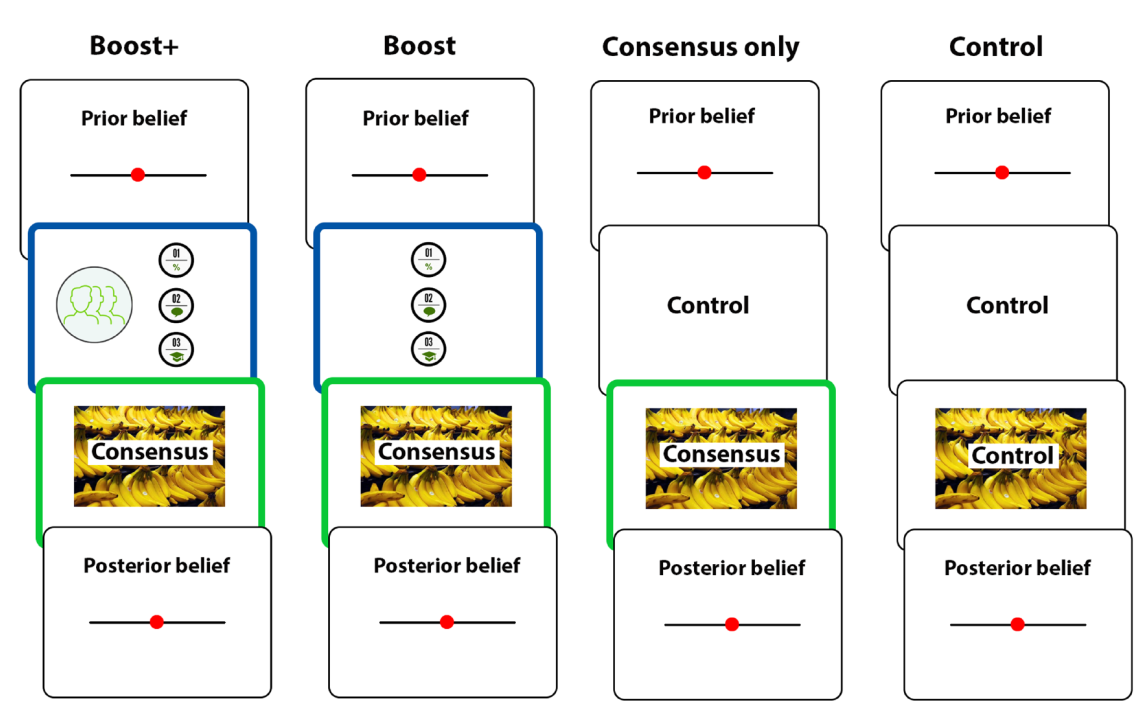 Boost+
Boost
Consensus only
Control
Prior belief
Prior belief
Prior belief
Prior belief
01
%
02
03
01
%
02
03
Control
Control
Consensus
Consensus
Consensus
Control
Posterior belief
Posterior belief
Posterior belief
Posterior belief